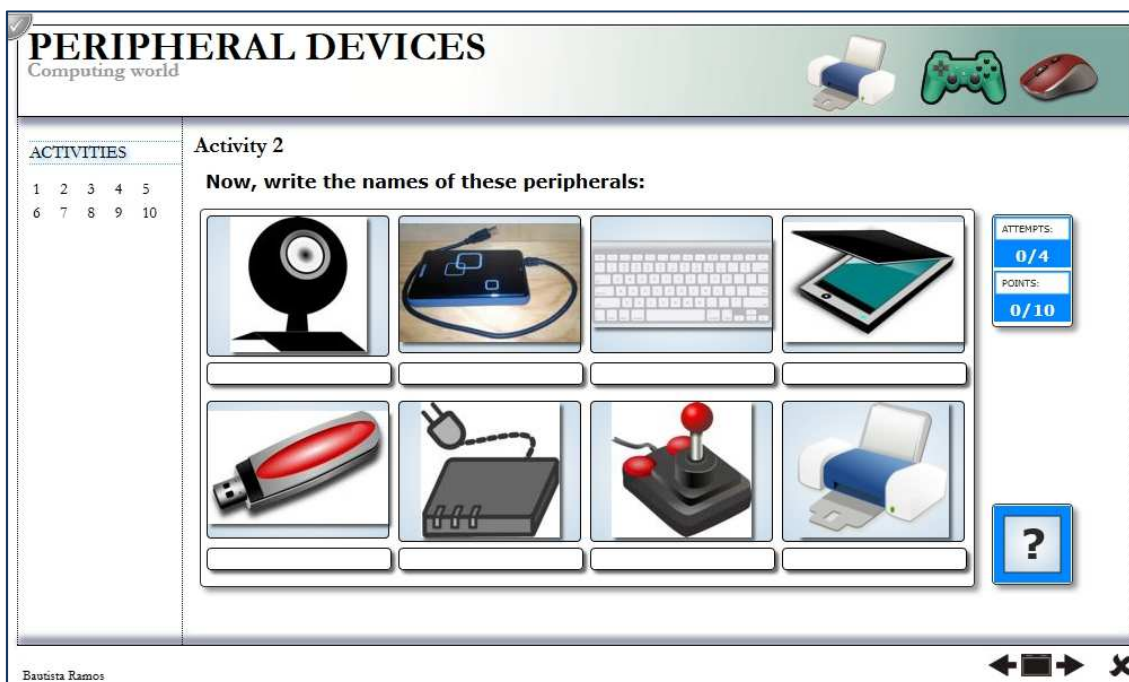 PERIPHERAL DEVICES
Computing world
ACTIVITIES
1 2 3 4 5
6 7 8 9 10
Activity 2
Now, write the names of these peripherals:
ATTEMPTS:
0/4
POINTS:
0/10
?
Bautista Ramos